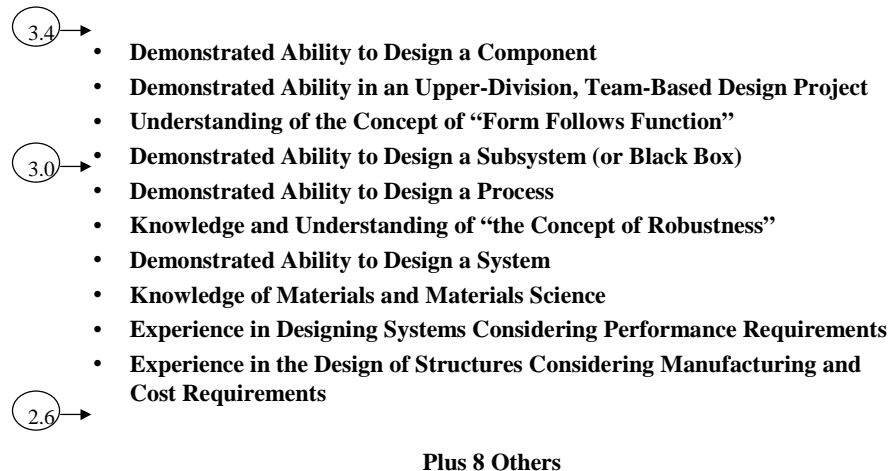 3.4
• Demonstrated Ability to Design a Component
• Demonstrated Ability in an Upper-Division, Team-Based Design Project
• Understanding of the Concept of “Form Follows Function”
• Demonstrated Ability to Design a Subsystem (or Black Box)
3.0
• Demonstrated Ability to Design a Process
• Knowledge and Understanding of “the Concept of Robustness”
• Demonstrated Ability to Design a System
• Knowledge of Materials and Materials Science
• Experience in Designing Systems Considering Performance Requirements
• Experience in the Design of Structures Considering Manufacturing and
Cost Requirements
2.6
Plus 8 Others